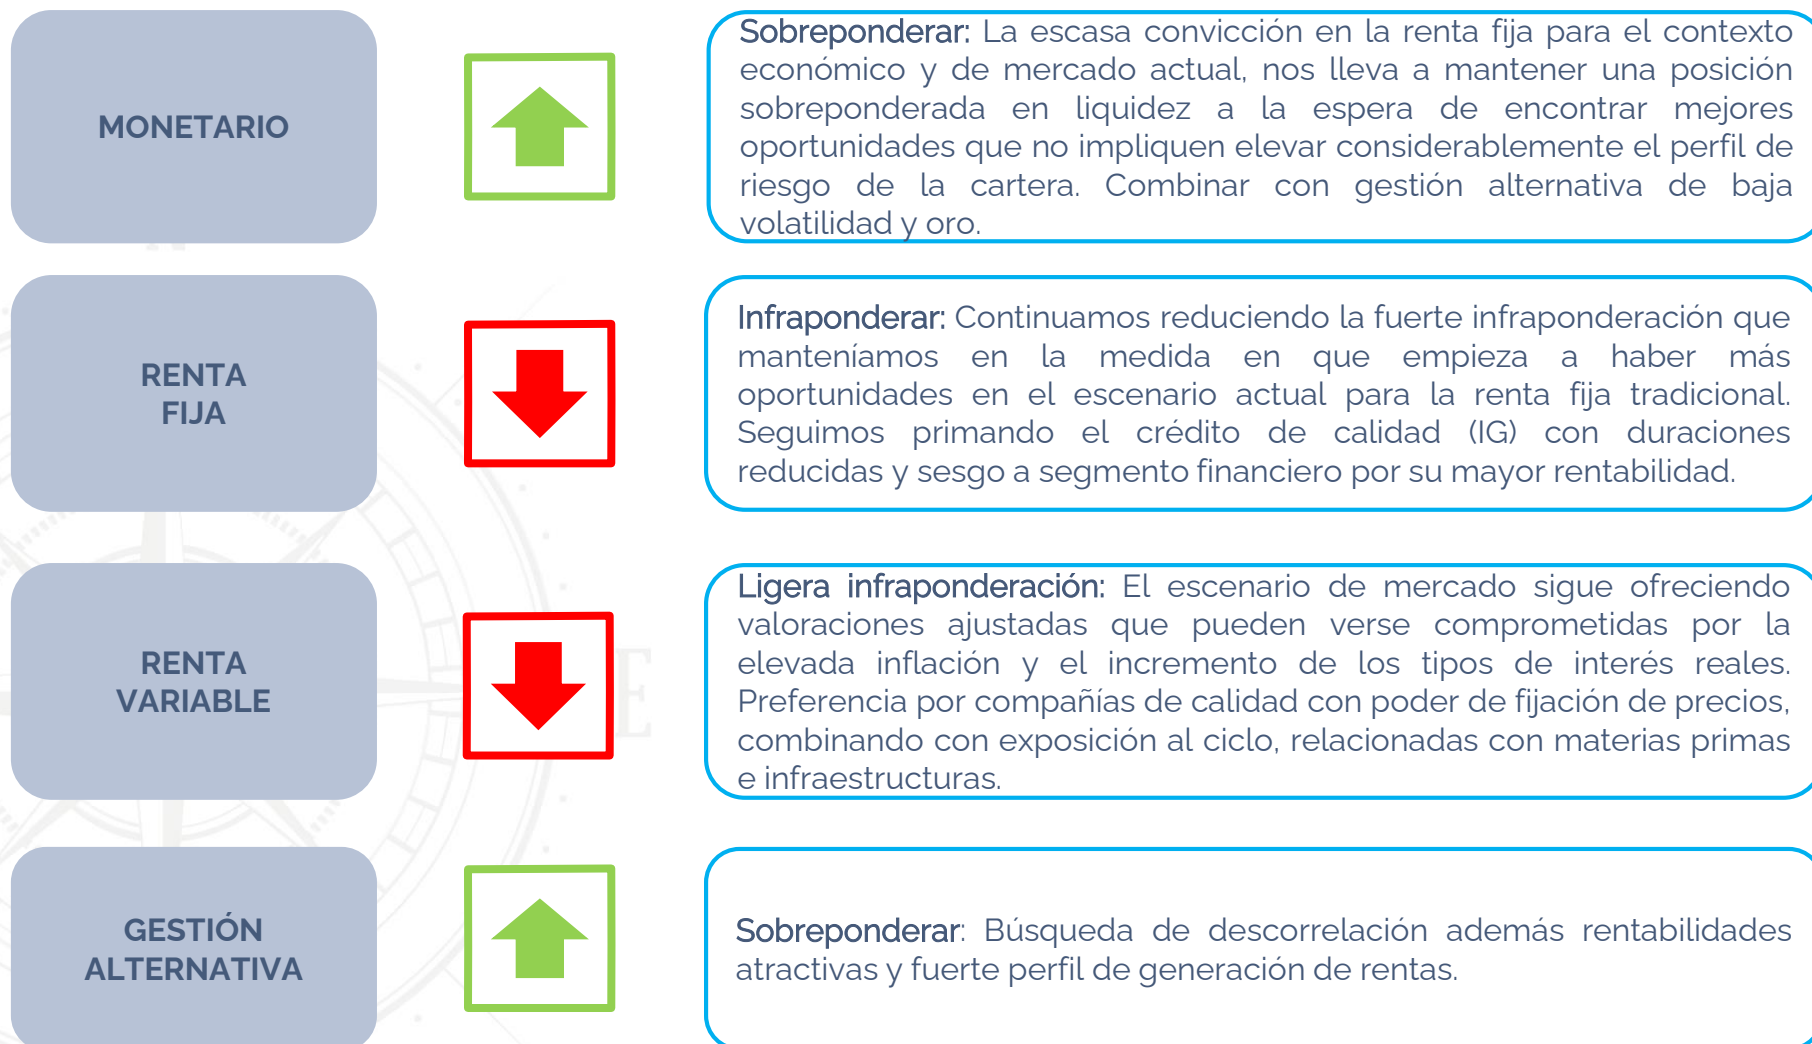 MONETARIO
Sobreponderar: La escasa convicción en la renta fija para el contexto
económico y de mercado actual, nos lleva a mantener una posición
sobreponderada en liquidez a la espera de encontrar mejores
oportunidades que no impliquen elevar considerablemente el perfil de
riesgo de la cartera. Combinar con gestión alternativa de baja
volatilidad y oro.
RENTA
FIJA
Infraponderar: Continuamos reduciendo la fuerte infraponderación que
manteníamos en la medida en que empieza a haber más
oportunidades en el escenario actual para la renta fija tradicional.
Seguimos primando el crédito de calidad (IG) con duraciones
reducidas y sesgo a segmento financiero por su mayor rentabilidad.
RENTA
VARIABLE
Ligera infraponderación: El escenario de mercado sigue ofreciendo
valoraciones ajustadas que pueden verse comprometidas por la
elevada inflación y el incremento de los tipos de interés reales.
Preferencia por compañías de calidad con poder de fijación de precios,
combinando con exposición al ciclo, relacionadas con materias primas
e infraestructuras.
GESTIÓN
ALTERNATIVA
Sobreponderar: Búsqueda de descorrelación además rentabilidades
atractivas y fuerte perfil de generación de rentas.